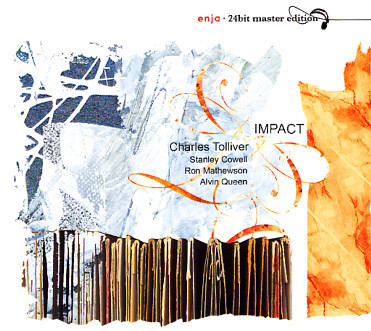 enja · 24bit master edition
IMPACT
Charles Tolliver
Stanley Cowell
Ron Mathewson
Alvin Queen